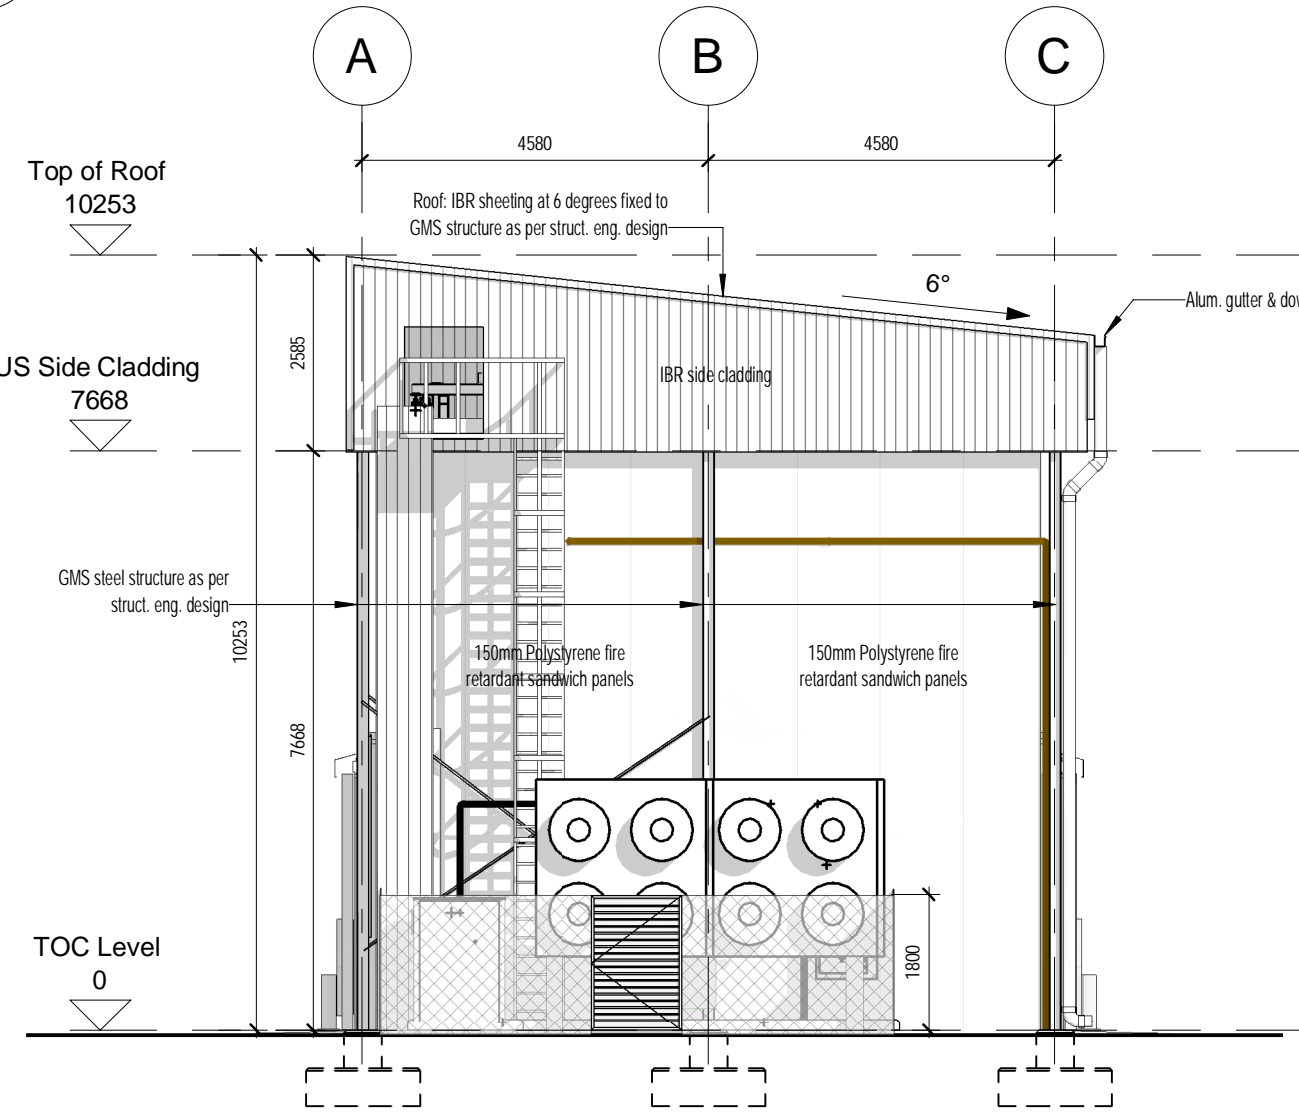 A
B
C
4580
4580
Top of Roof
10253
Roof: IBR sheeting at 6 degrees fixed to
GMS structure as per struct. eng. design
6°
Alum. gutter &
2585
US Side Cladding
7668
IBR side cladding
GMS steel structure as per
struct. eng. design
10253
150mm Polystyrene fire
retardant sandwich panels
150mm Polystyrene fire
retardant sandwich panels
7668
TOC Level
0
1800